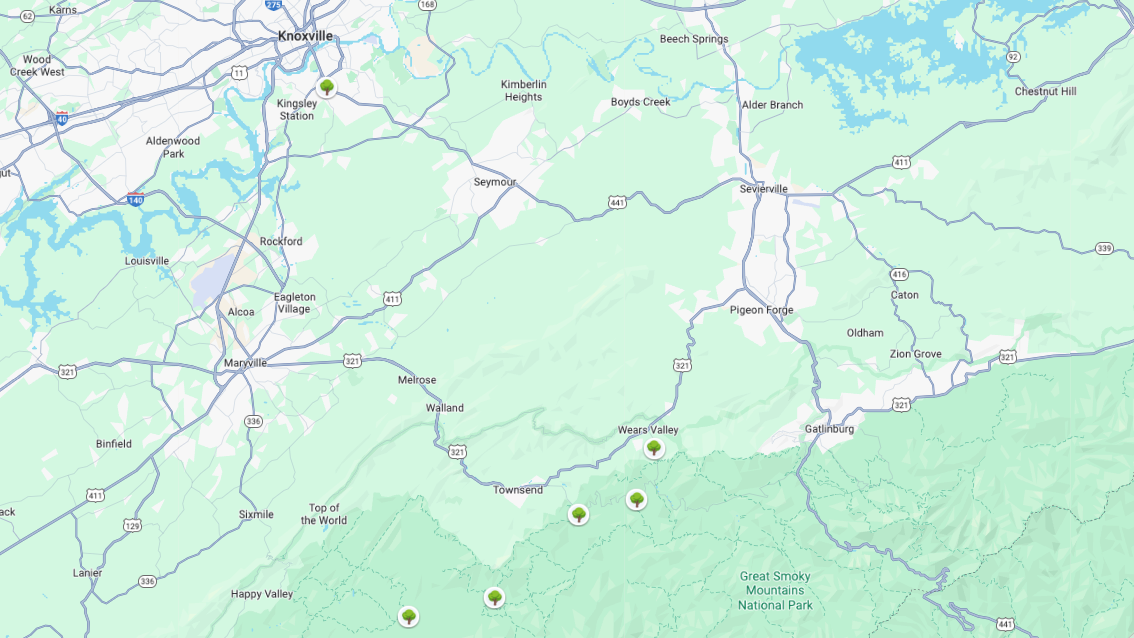 Karns
62
275
168
Knoxville
Beech Springs
Wood
Creek West
11
92
Kimberlin
Heights
Chestnut Hill
Kingsley
Station
Boyds Creek
Alder Branch
40
Aldenwood
Park
411
Seymour
Sevierville
140
441
Rockford
339
Louisville
416
Eagleton
Village
411
Caton
Alcoa
Pigeon Forge
Oldham
Zion Grove
321
Maryville
321
321
321
Melrose
321
Walland
336
Gatlinburg
Wears Valley
Binfield
321
Townsend
411
Top of
the World
Sixmile
129
Lanier
336
Great Smoky
Mountains
National Park
Happy Valley
441